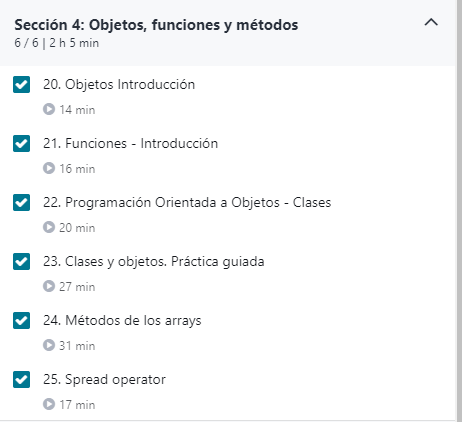 Sección 4: Objetos, funciones y métodos
6 / 6 | 2 h 5 min
20. Objetos Introducción
14 min
21. Funciones - Introducción
16 min
22. Programación Orientada a Objetos - Clases
20 min
23. Clases y objetos. Práctica guiada
27 min
24. Métodos de los arrays
31 min
25. Spread operator
17 min